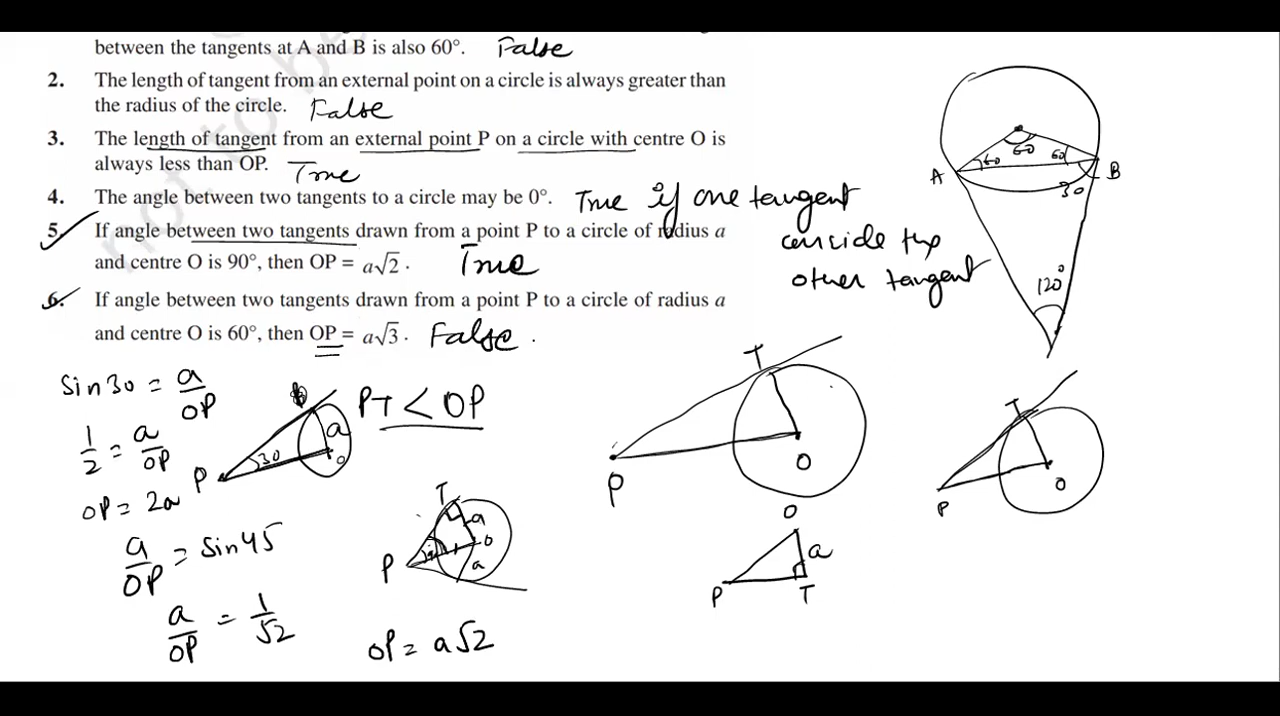 between the tangents at A and B is also 60°. False
2. The length of tangent from an external point on a circle is always greater than
the radius of the circle. False
3. The length of tangent from an external point P on a circle with centre O is
always less than OP. True
4. The angle between two tangents to a circle may be 0°. True if one tangent
concide the
other tangent
5. If angle between two tangents drawn from a point P to a circle of radius a
and centre O is 90°, then OP = a√2. True
6. If angle between two tangents drawn from a point P to a circle of radius a
and centre O is 60°, then OP = a√3. False.
A B 60 60 60 30 120°
Sin 30 = a/OP
1/2 = a/OP
OP = 2a
P 30 a O
PT < OP
a/OP = Sin 45
a/OP = 1/√2
T a O P a
OP = a√2
T P O
O a P T
T P O